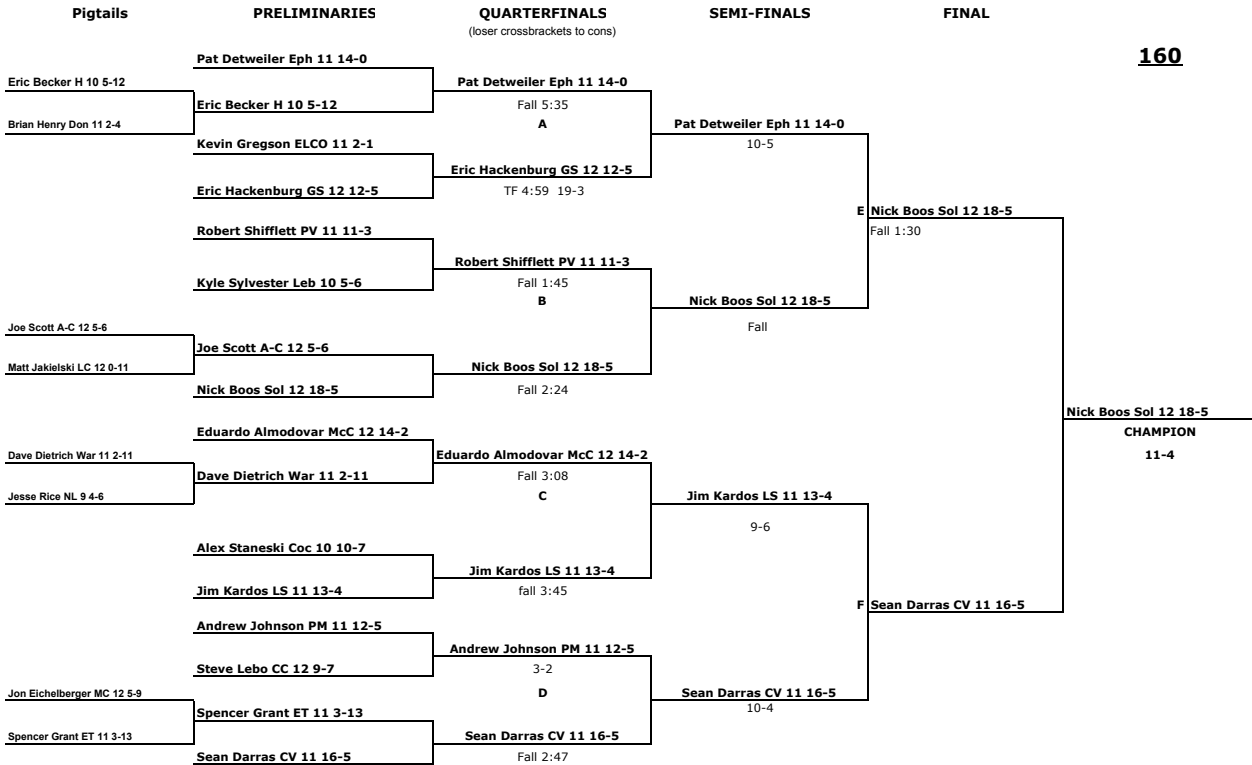 Pigtails
PRELIMINARIES
QUARTERFINALS
SEMI-FINALS
FINAL
(loser crossbrackets to cons)
160
Eric Becker H 10 5-12
Brian Henry Don 11 2-4
Joe Scott A-C 12 5-6
Matt Jakielski LC 12 0-11
Dave Dietrich War 11 2-11
Jesse Rice NL 9 4-6
Jon Eichelberger MC 12 5-9
Spencer Grant ET 11 3-13
Pat Detweiler Eph 11 14-0
Eric Becker H 10 5-12
Kevin Gregson ELCO 11 2-1
Eric Hackenburg GS 12 12-5
Robert Shifflett PV 11 11-3
Kyle Sylvester Leb 10 5-6
Joe Scott A-C 12 5-6
Nick Boos Sol 12 18-5
Eduardo Almodovar McC 12 14-2
Dave Dietrich War 11 2-11
Alex Staneski Coc 10 10-7
Jim Kardos LS 11 13-4
Andrew Johnson PM 11 12-5
Steve Lebo CC 12 9-7
Spencer Grant ET 11 3-13
Sean Darras CV 11 16-5
Pat Detweiler Eph 11 14-0
Fall 5:35
A
Eric Hackenburg GS 12 12-5
TF 4:59 19-3
Robert Shifflett PV 11 11-3
Fall 1:45
B
Nick Boos Sol 12 18-5
Fall 2:24
Eduardo Almodovar McC 12 14-2
Fall 3:08
C
Jim Kardos LS 11 13-4
fall 3:45
Andrew Johnson PM 11 12-5
3-2
D
Sean Darras CV 11 16-5
Fall 2:47
Pat Detweiler Eph 11 14-0
10-5
Nick Boos Sol 12 18-5
Fall
Jim Kardos LS 11 13-4
9-6
Sean Darras CV 11 16-5
10-4
E Nick Boos Sol 12 18-5
Fall 1:30
F Sean Darras CV 11 16-5
Nick Boos Sol 12 18-5
CHAMPION
11-4